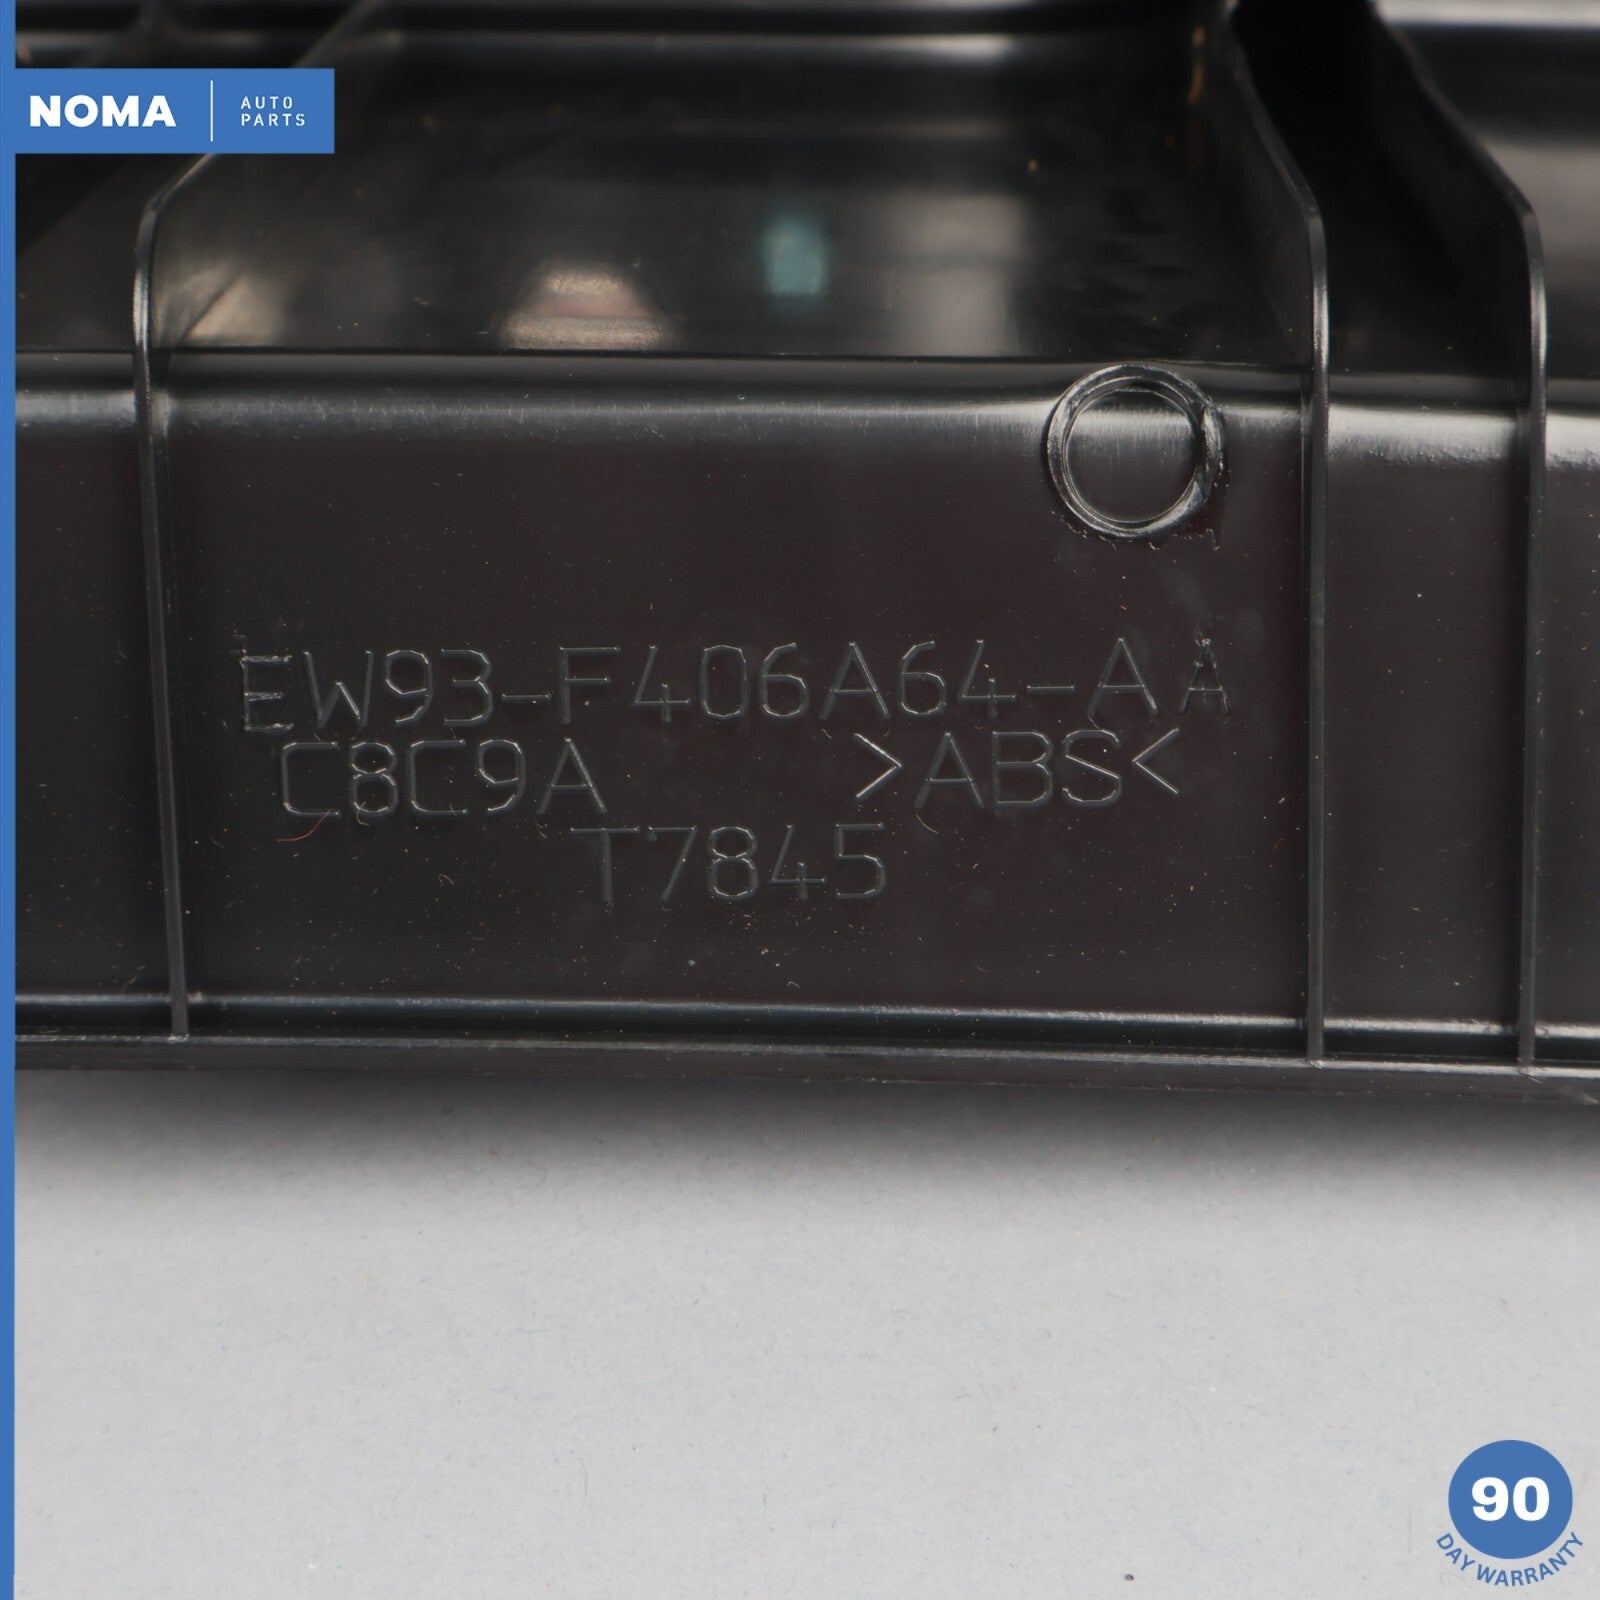 NOMA
AUTO
PARTS
EW93-F406A64-AA
C8C9A >ABS<
T7845
90
DAY WARRANTY